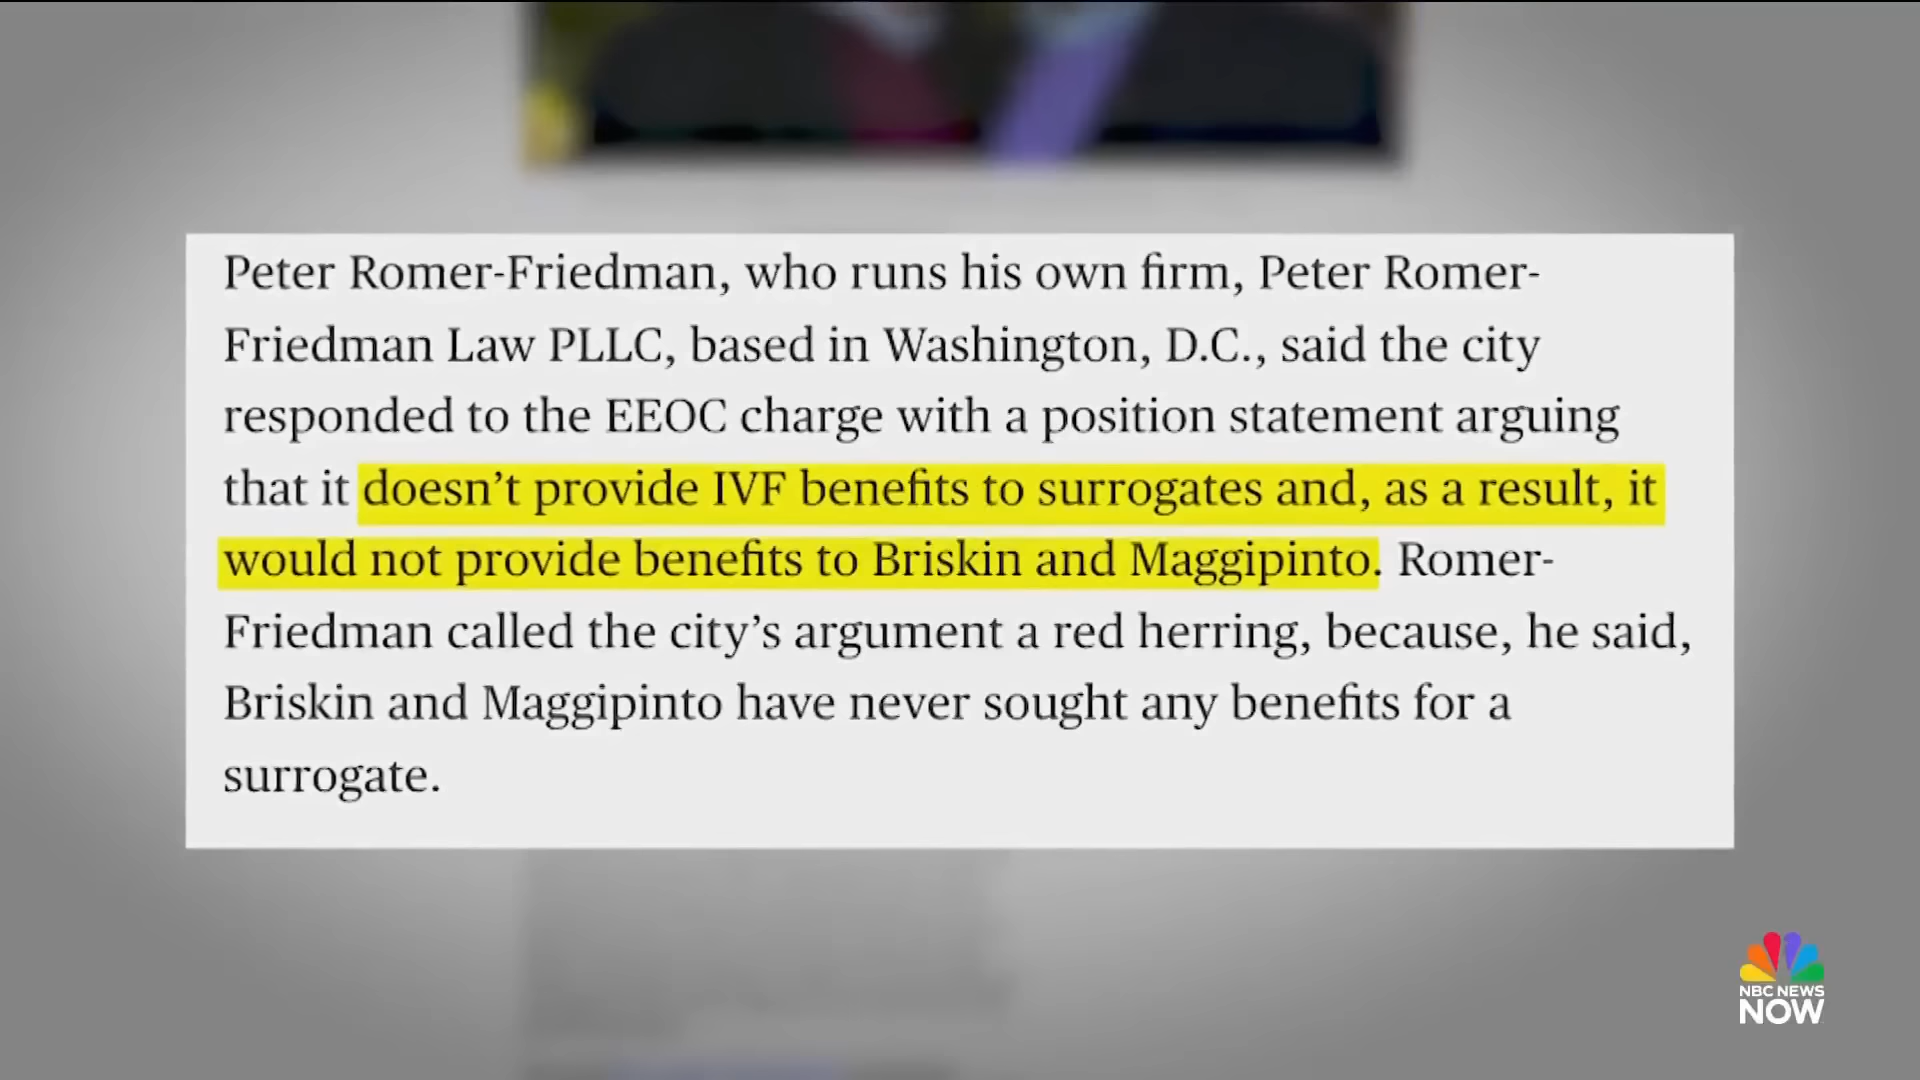 Peter Romer-Friedman, who runs his own firm, Peter Romer-
Friedman Law PLLC, based in Washington, D.C., said the city
responded to the EEOC charge with a position statement arguing
that it doesn’t provide IVF benefits to surrogates and, as a result, it
would not provide benefits to Briskin and Maggipinto. Romer-
Friedman called the city’s argument a red herring, because, he said,
Briskin and Maggipinto have never sought any benefits for a
surrogate.
NBC NEWS
NOW